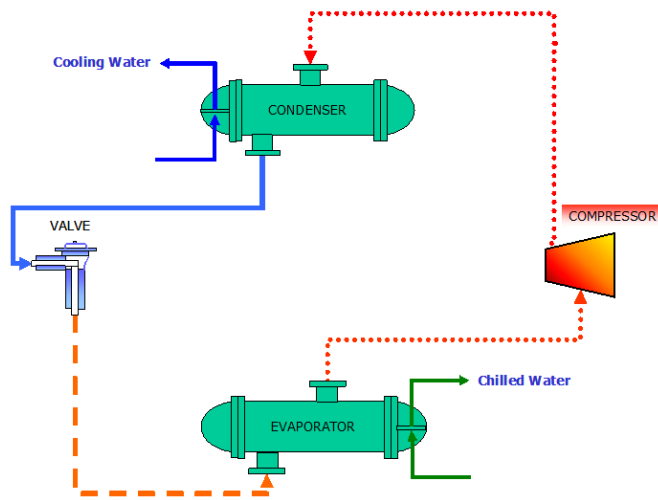 Cooling Water
CONDENSER
VALVE
COMPRESSOR
Chilled Water
EVAPORATOR